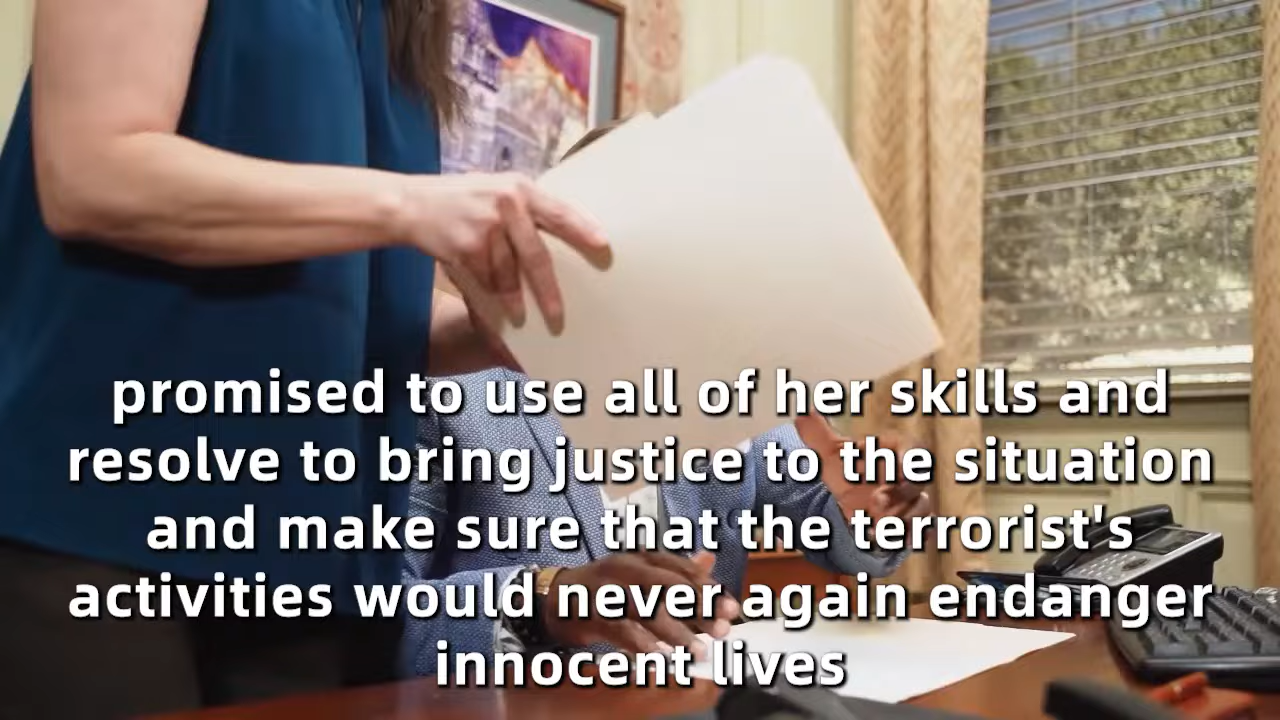 promised to use all of her skills and
resolve to bring justice to the situation
and make sure that the terrorist's
activities would never again endanger
innocent lives